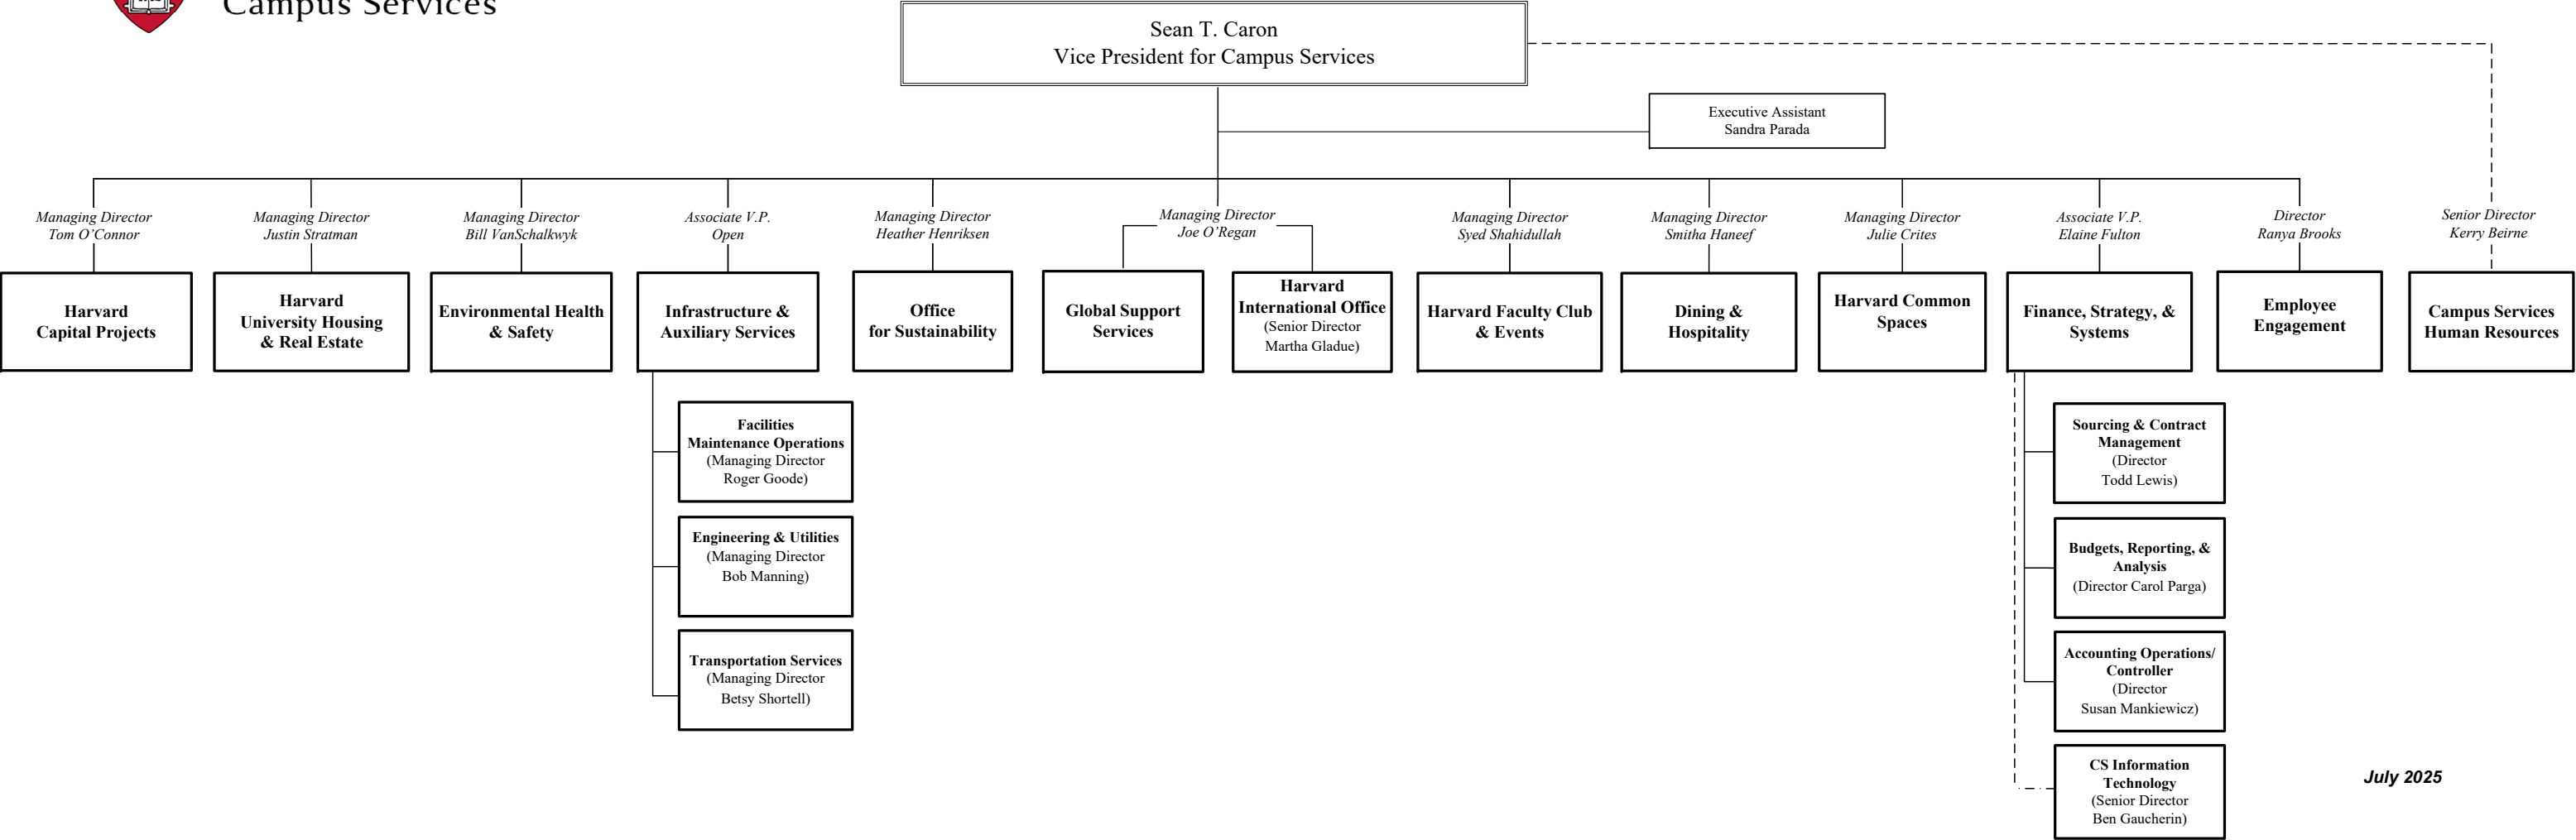 Campus Services
Sean T. Caron
Vice President for Campus Services
Executive Assistant
Sandra Parada
Managing Director
Tom O’Connor
Harvard
Capital Projects
Managing Director
Justin Stratman
Harvard
University Housing
& Real Estate
Managing Director
Bill VanSchalkwyk
Environmental Health
& Safety
Associate V.P.
Open
Infrastructure &
Auxiliary Services
Facilities
Maintenance Operations
(Managing Director
Roger Goode)
Engineering & Utilities
(Managing Director
Bob Manning)
Transportation Services
(Managing Director
Betsy Shortell)
Managing Director
Heather Henriksen
Office
for Sustainability
Managing Director
Joe O’Regan
Global Support
Services
Harvard
International Office
(Senior Director
Martha Gladue)
Managing Director
Syed Shahidullah
Harvard Faculty Club
& Events
Managing Director
Smitha Haneef
Dining &
Hospitality
Managing Director
Julie Crites
Harvard Common
Spaces
Associate V.P.
Elaine Fulton
Finance, Strategy, &
Systems
Sourcing & Contract
Management
(Director
Todd Lewis)
Budgets, Reporting, &
Analysis
(Director Carol Parga)
Accounting Operations/
Controller
(Director
Susan Mankiewicz)
CS Information
Technology
(Senior Director
Ben Gaucherin)
Director
Ranya Brooks
Employee
Engagement
Senior Director
Kerry Beirne
Campus Services
Human Resources
July 2025